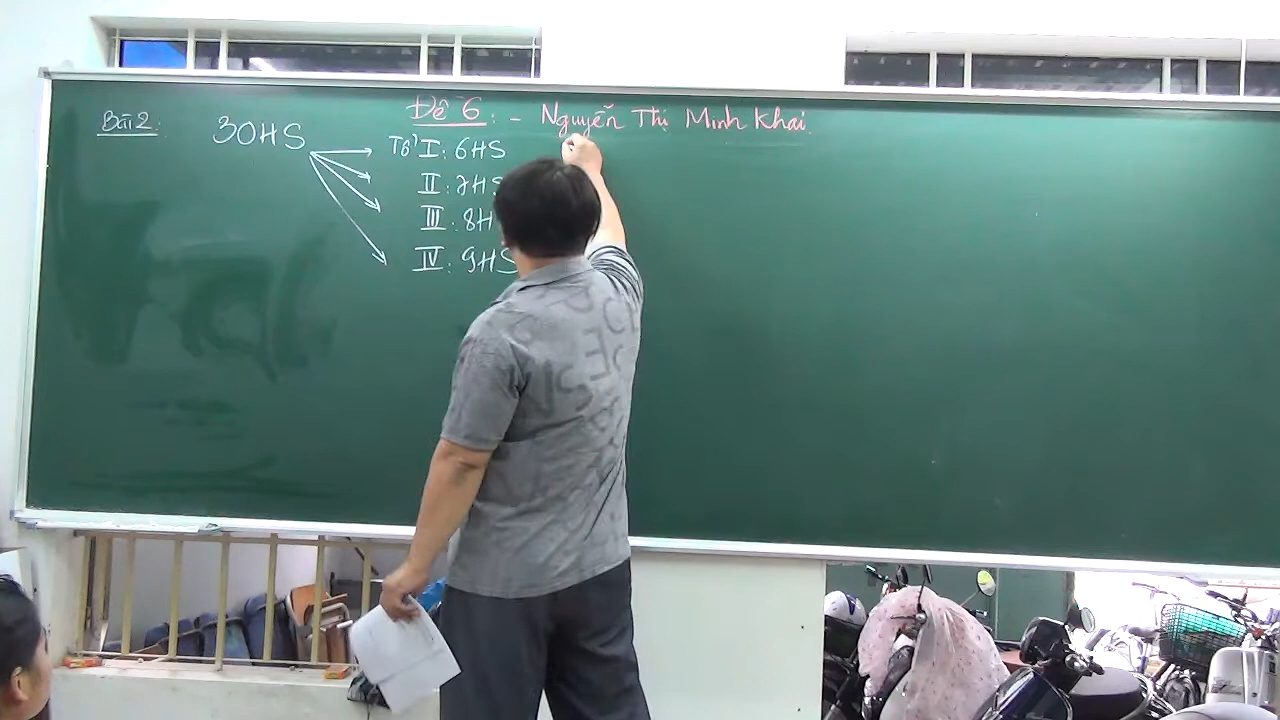 Đề 6: - Nguyễn Thị Minh Khai.
Bài 2: 30HS
Tổ I: 6HS
II: 7HS
III: 8H
IV: 9HS